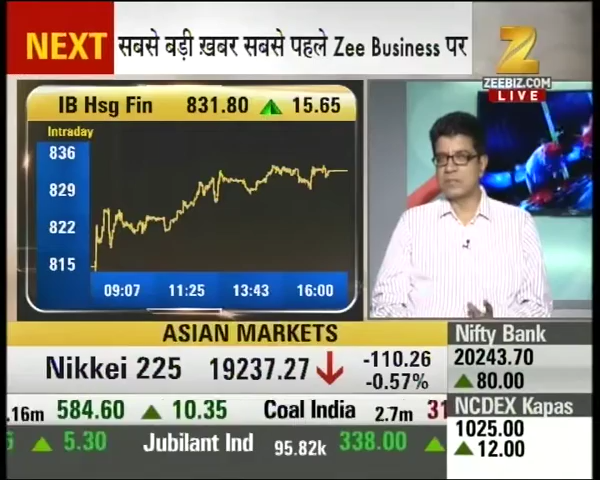 NEXT
सबसे बड़ी ख़बर सबसे पहले Zee Business पर
Z
ZEEBIZ.COM
LIVE
IB Hsg Fin 831.80 15.65
Intraday
836
829
822
815
09:07 11:25 13:43 16:00
ASIAN MARKETS
Nikkei 225 19237.27 -110.26
-0.57%
Nifty Bank
20243.70
80.00
NCDEX Kapas
1025.00
12.00
.16m 584.60 10.35 Coal India 2.7m 31
5.30 Jubilant Ind 95.82k 338.00